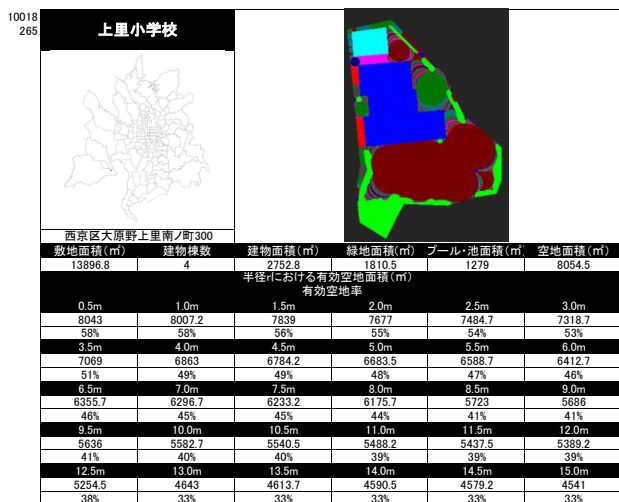 10018
265
上里小学校
西京区大原野上里南ノ町300
敷地面積(㎡) 建物棟数 建物面積(㎡) 緑地面積(㎡) プール・池面積(㎡) 空地面積(㎡)
13896.8 4 2752.8 1810.5 1279 8054.5
半径rにおける有効空地面積(㎡)
有効空地率
0.5m 1.0m 1.5m 2.0m 2.5m 3.0m
8043 8007.2 7839 7677 7484.7 7318.7
58% 58% 56% 55% 54% 53%
3.5m 4.0m 4.5m 5.0m 5.5m 6.0m
7069 6863 6784.2 6683.5 6588.7 6412.7
51% 49% 49% 48% 47% 46%
6.5m 7.0m 7.5m 8.0m 8.5m 9.0m
6355.7 6296.7 6233.2 6175.7 5723 5686
46% 45% 45% 44% 41% 41%
9.5m 10.0m 10.5m 11.0m 11.5m 12.0m
5636 5582.7 5540.5 5488.2 5437.5 5389.2
41% 40% 40% 39% 39% 39%
12.5m 13.0m 13.5m 14.0m 14.5m 15.0m
5254.5 4643 4613.7 4590.5 4579.2 4541
38% 33% 33% 33% 33% 33%